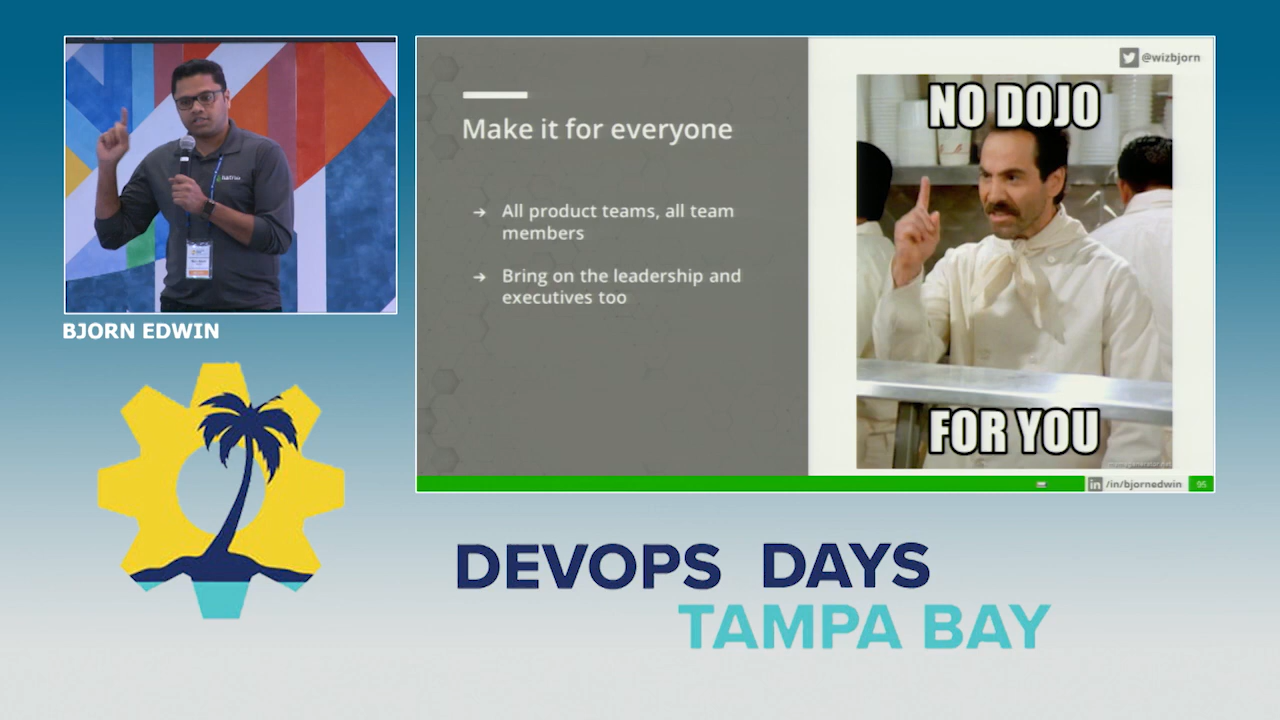 BJORN EDWIN
@wizbjorn
Make it for everyone
→ All product teams, all team
members
→ Bring on the leadership and
executives too
NO DOJO
FOR YOU
/in/bjornedwin
95
DEVOPS DAYS
TAMPA BAY